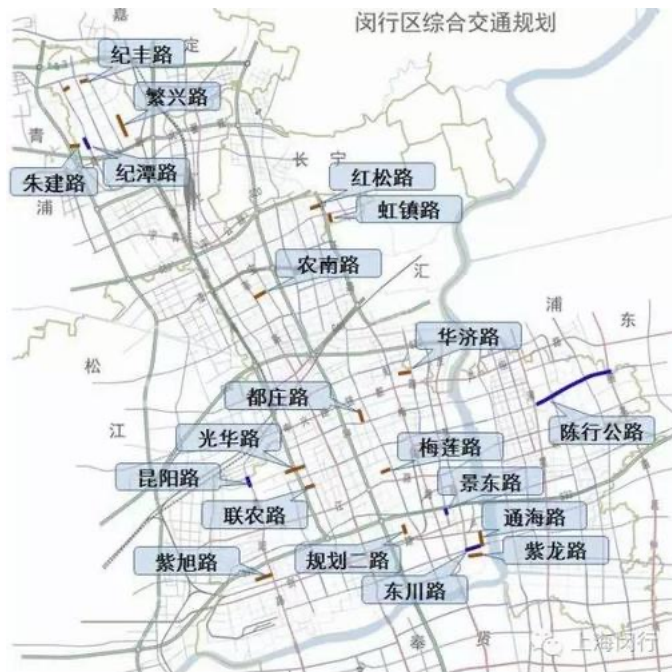 闵行区综合交通规划
嘉
定
纪丰路
繁兴路
青
浦
朱建路
纪潭路
长宁
红松路
虹镇路
农南路
汇
浦东
华济路
松
江
都庄路
陈行公路
光华路
梅莲路
昆阳路
景东路
联农路
通海路
紫旭路
规划二路
紫龙路
东川路
奉贤
上海闵行